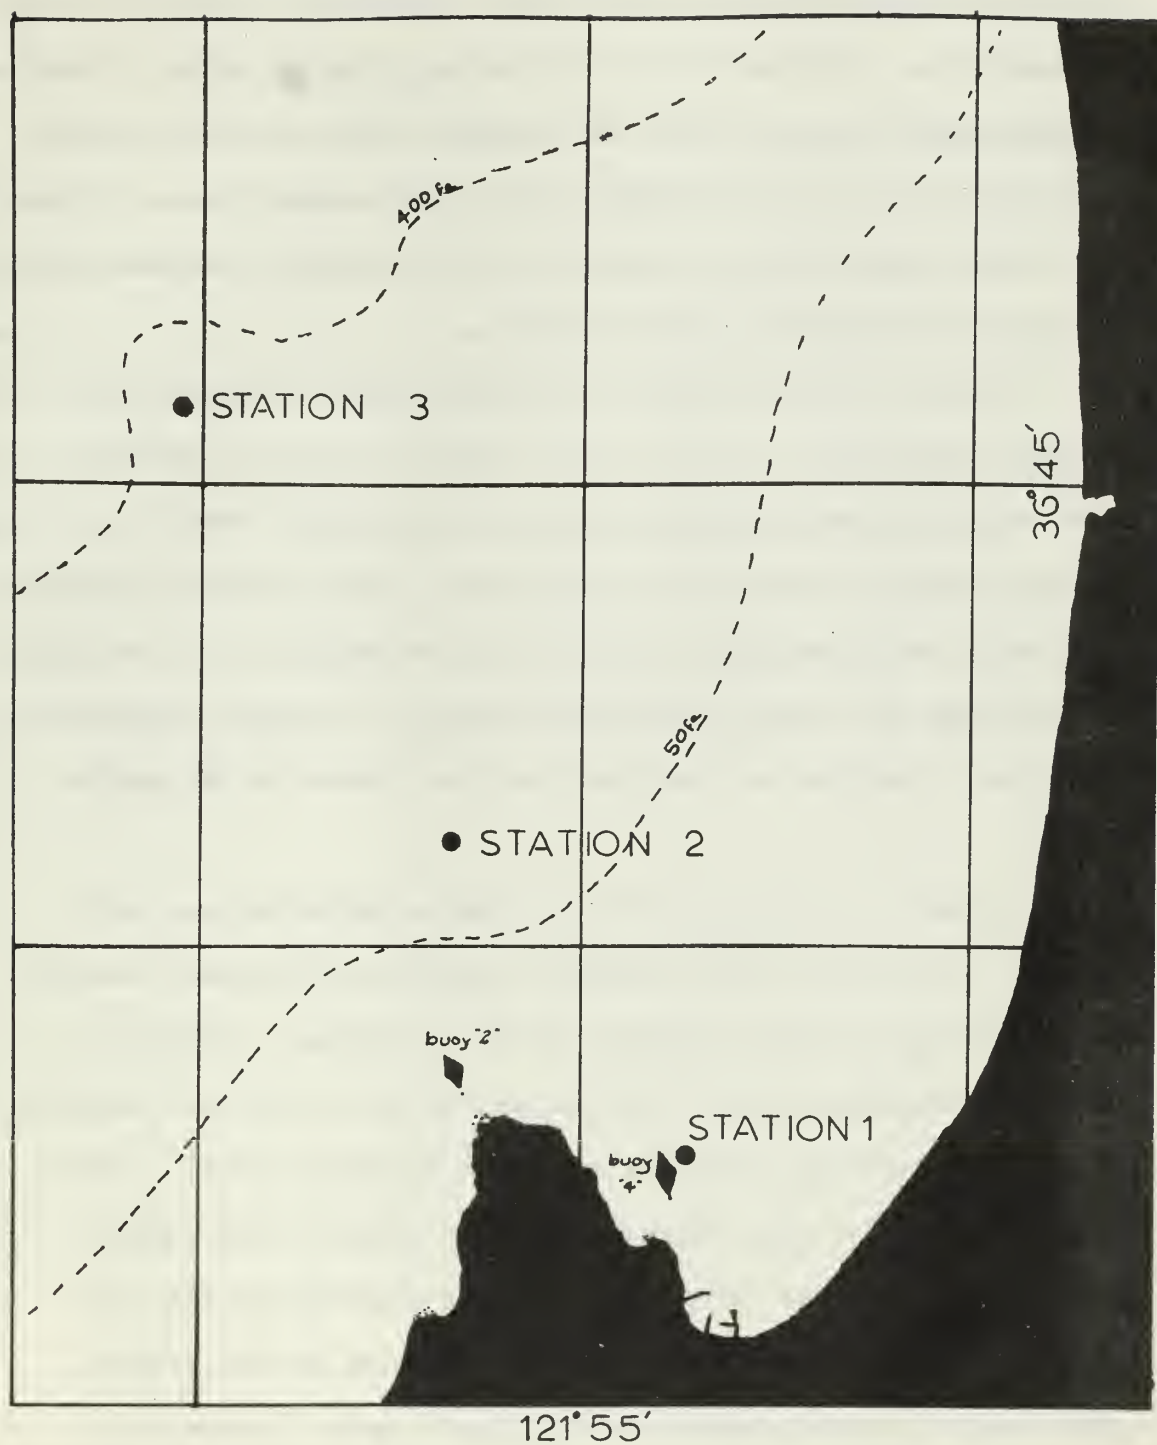 400 fa
STATION 3
36° 45′
50 fa
STATION 2
buoy "2"
STATION 1
buoy
"4"
121° 55′